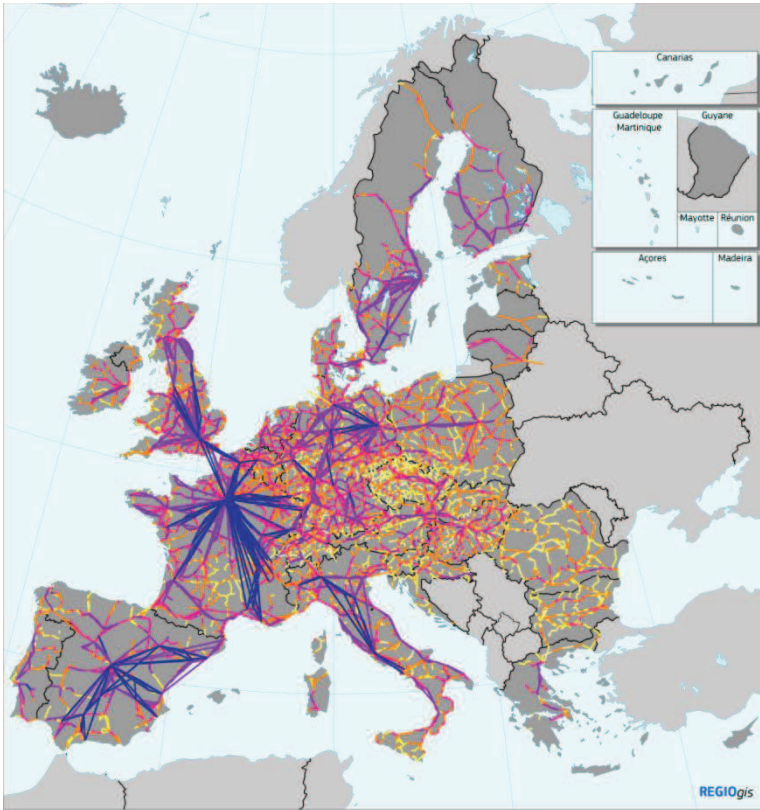 Canarias
Guadeloupe
Martinique
Guyane
Mayotte
Réunion
Açores
Madeira
REGIOgis